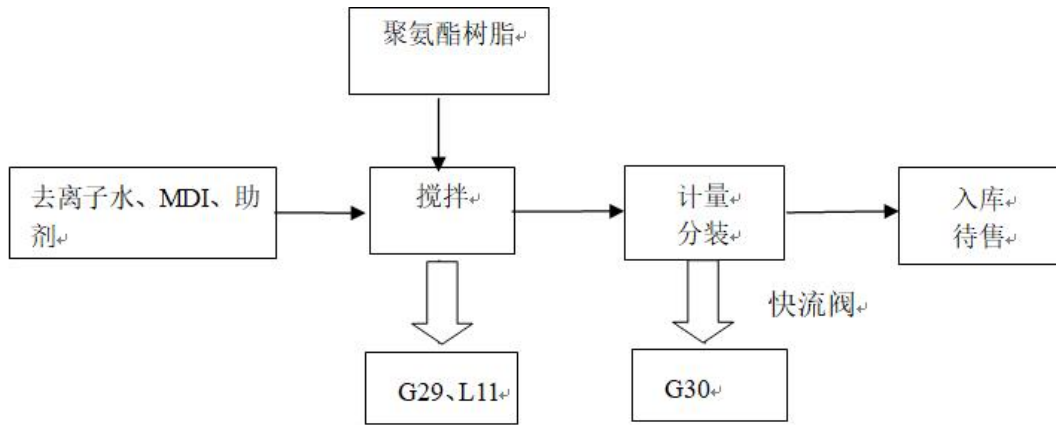 聚氨酯树脂
去离子水、MDI、助
剂
搅拌
计量
分装
入库
待售
快流阀
G29、L11
G30